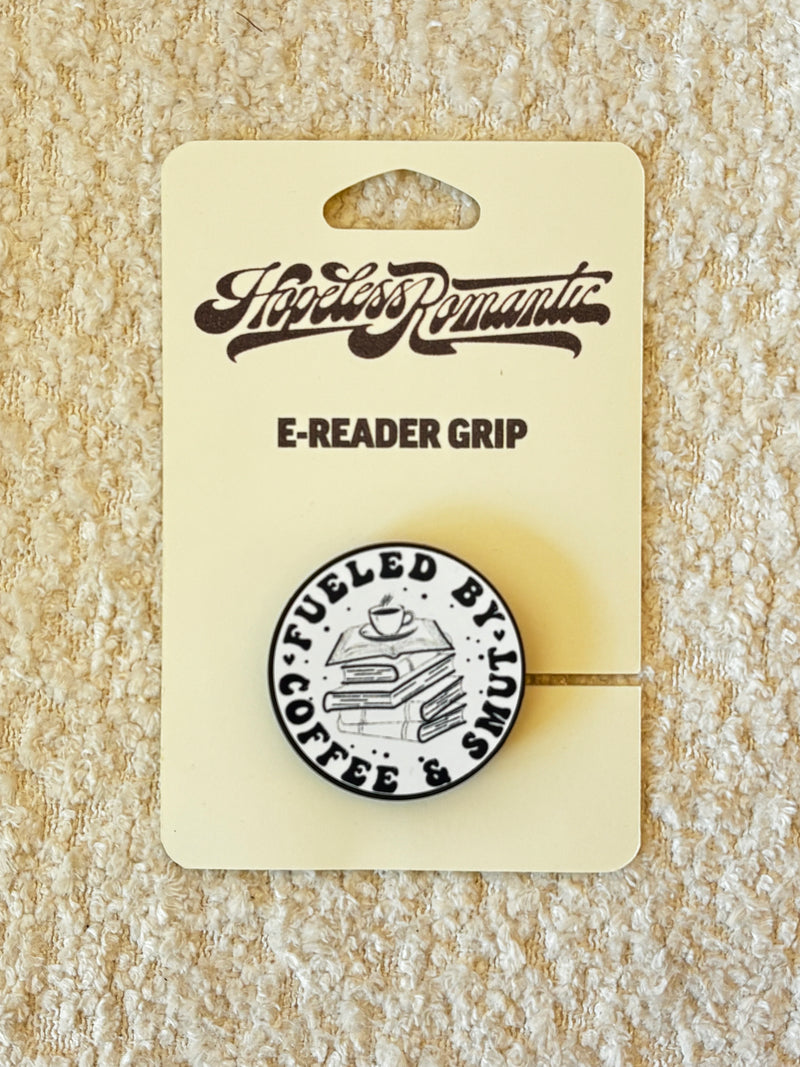 Hopeless Romantic
E-READER GRIP
FUELED BY
COFFEE & SMUT